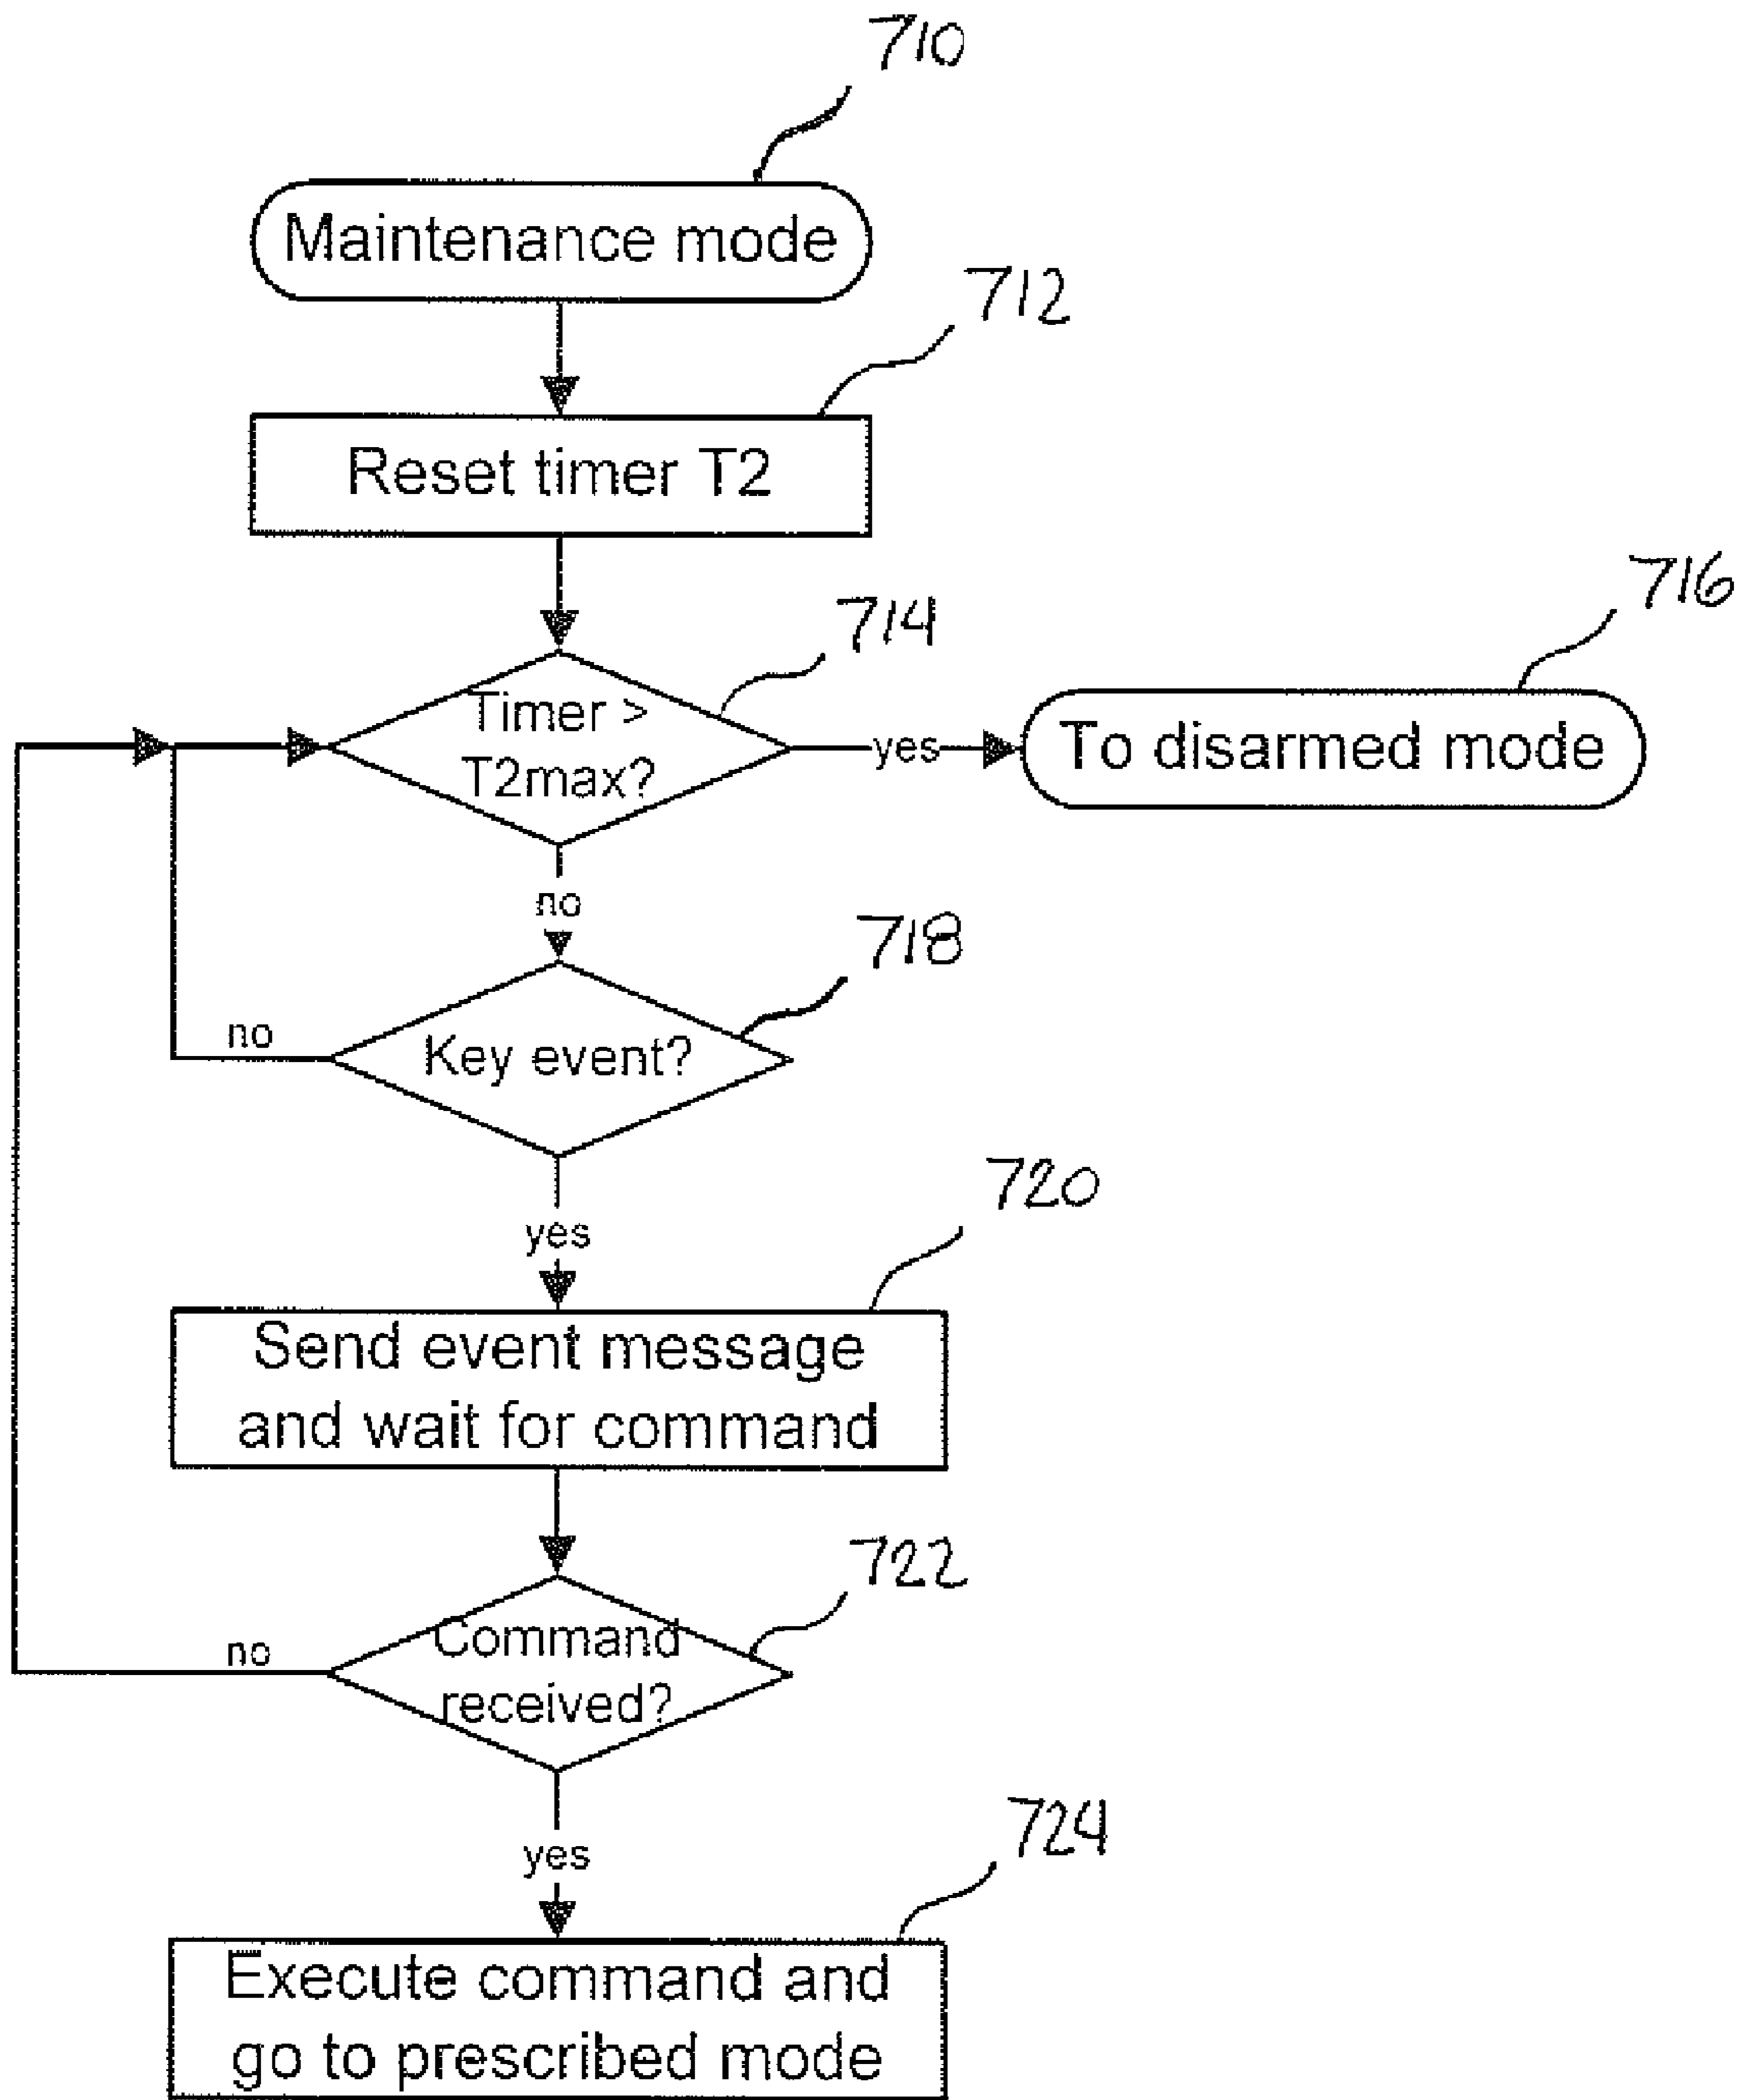 710
Maintenance mode
712
Reset timer T2
714
716
Timer >
T2max?
yes
To disarmed mode
no
718
no
Key event?
720
yes
Send event message
and wait for command
722
Command
received?
no
724
yes
Execute command and
go to prescribed mode